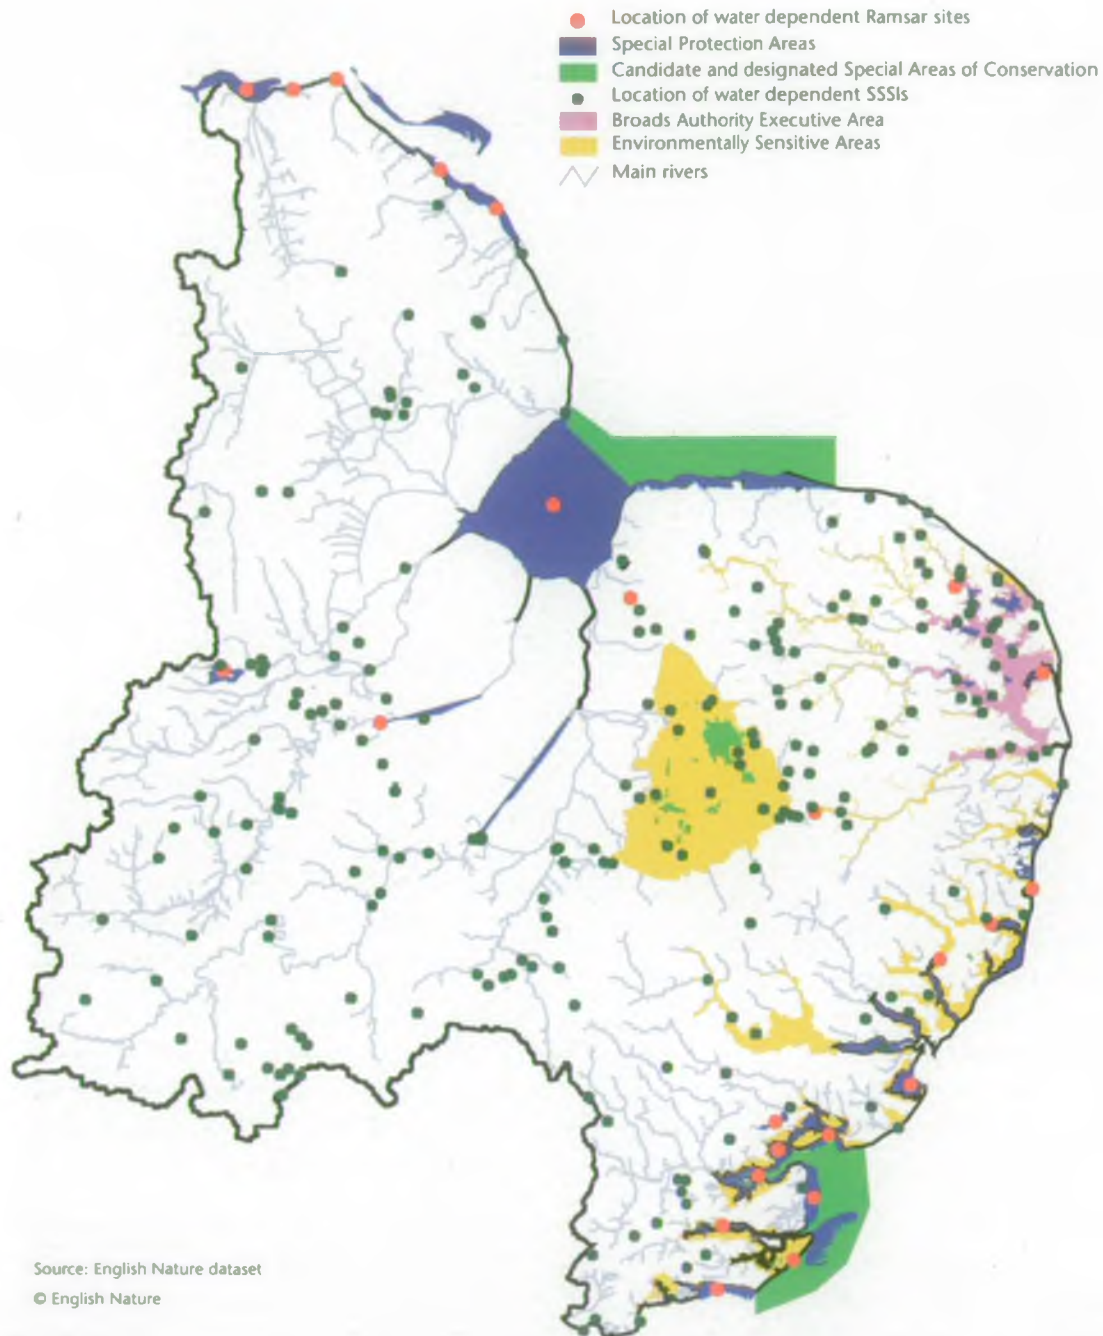 Location of water dependent Ramsar sites
Special Protection Areas
Candidate and designated Special Areas of Conservation
Location of water dependent SSSIs
Broads Authority Executive Area
Environmentally Sensitive Areas
Main rivers
Source: English Nature dataset
© English Nature